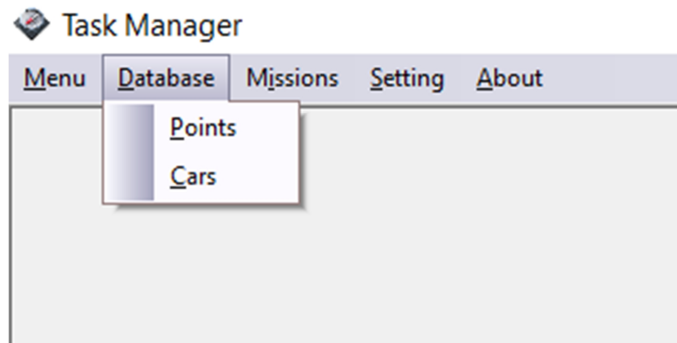 Task Manager
Menu Database Missions Setting About
Points
Cars